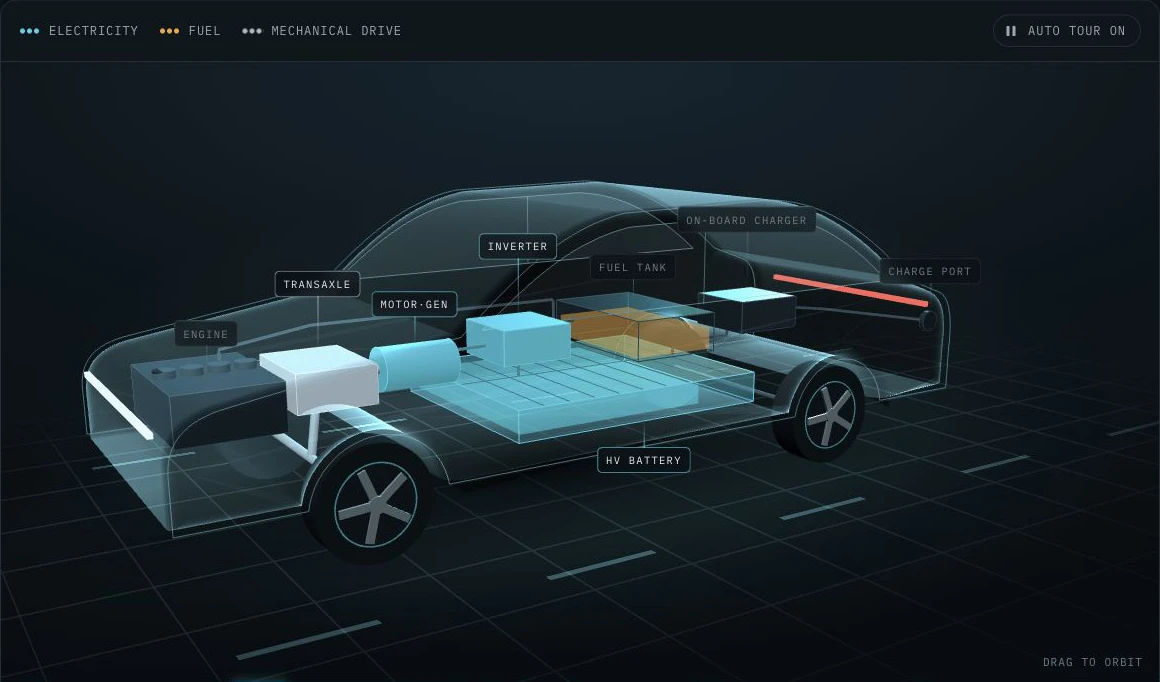 ELECTRICITY
FUEL
MECHANICAL DRIVE
AUTO TOUR ON
ON-BOARD CHARGER
INVERTER
FUEL TANK
CHARGE PORT
TRANSAXLE
MOTOR·GEN
ENGINE
HV BATTERY
DRAG TO ORBIT